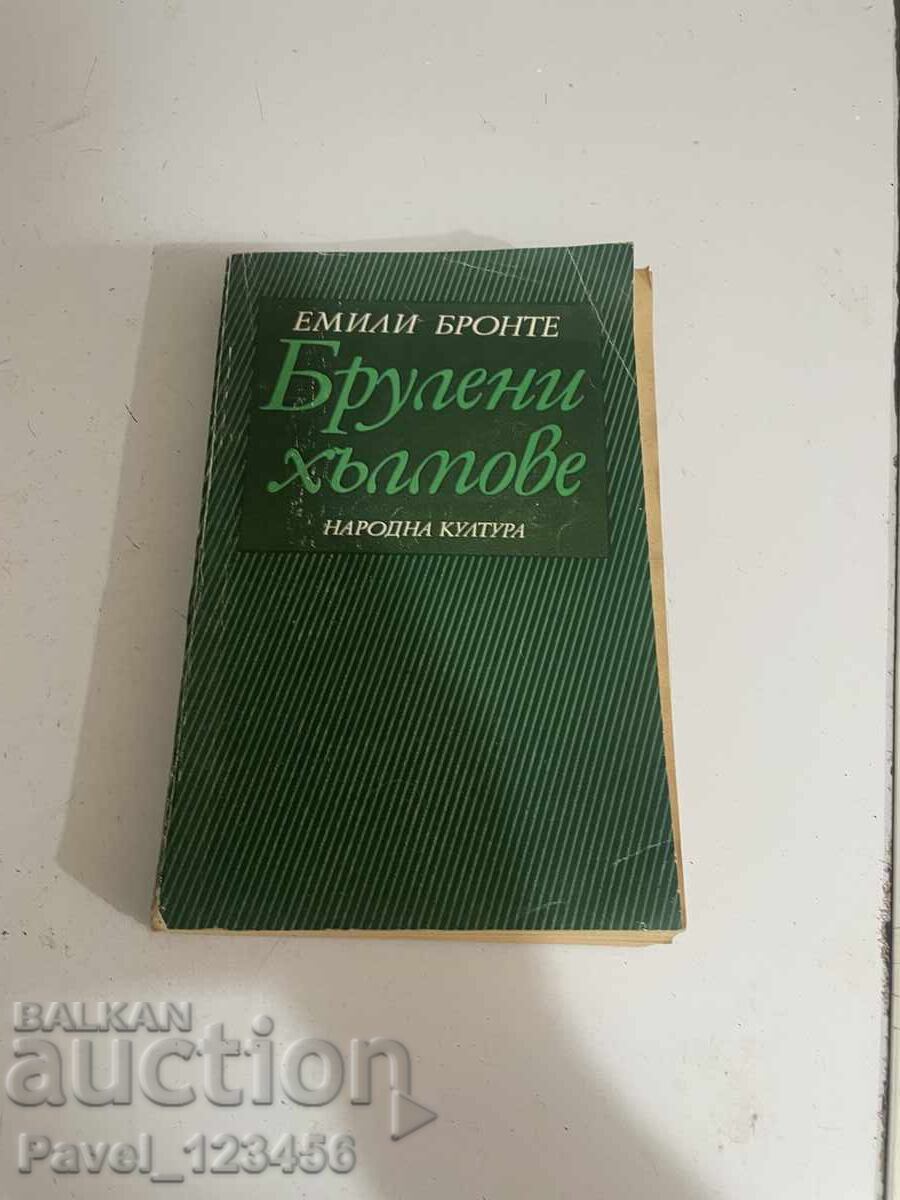 ЕМИЛИ БРОНТЕ
Брулени
хълмове
НАРОДНА КУЛТУРА
BALKAN
auction
Pavel_123456